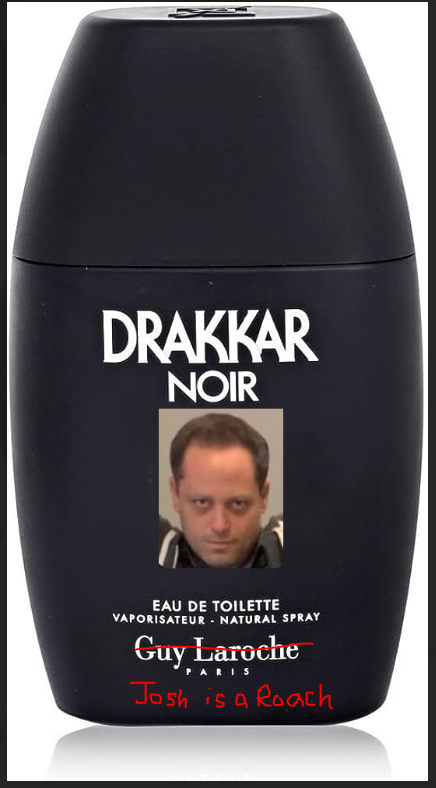 DRAKKAR
NOIR
EAU DE TOILETTE
VAPORISATEUR - NATURAL SPRAY
Guy Laroche
PARIS
Josh is a Roach